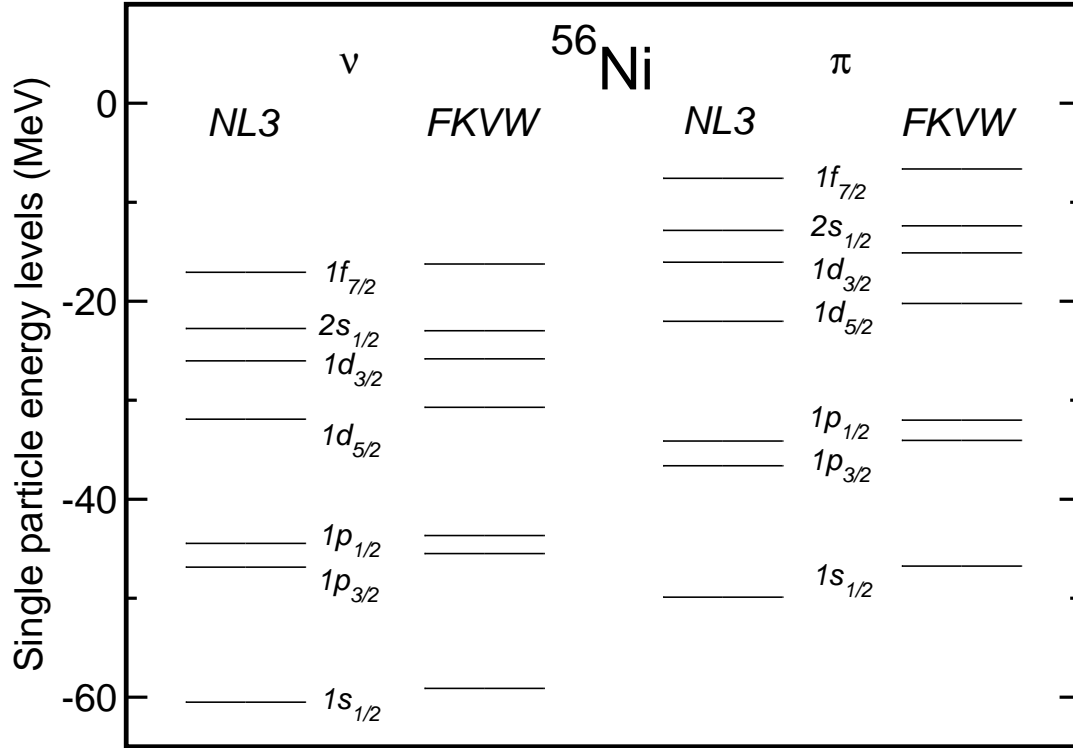 ⁵⁶Ni
ν
π
NL3
FKVW
NL3
FKVW
Single particle energy levels (MeV)
0
-20
-40
-60
1f7/2
2s1/2
1d3/2
1d5/2
1p1/2
1p3/2
1s1/2
1f7/2
2s1/2
1d3/2
1d5/2
1p1/2
1p3/2
1s1/2